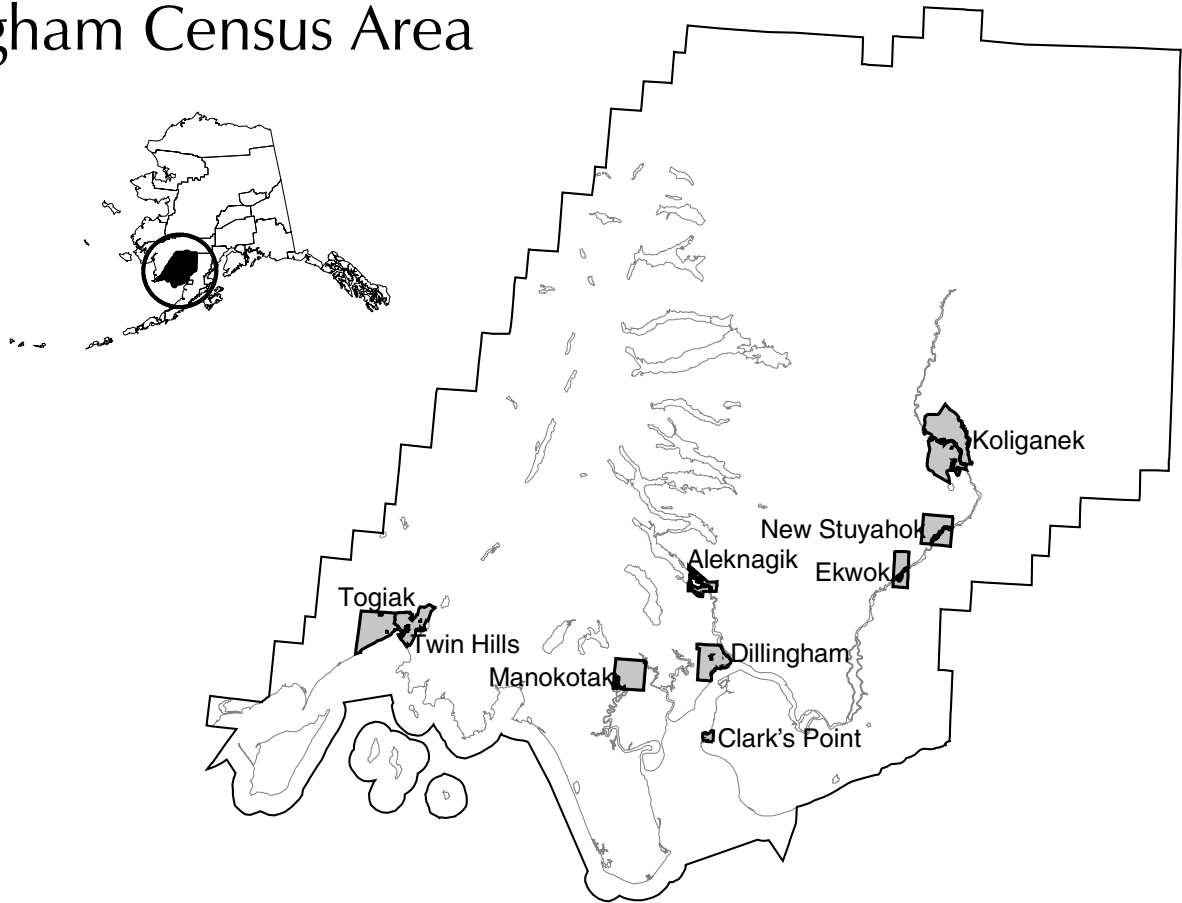 gham Census Area
Koliganek
New Stuyahok
Aleknagik
Ekwok
Togiak
Twin Hills
Dillingham
Manokotak
Clark's Point